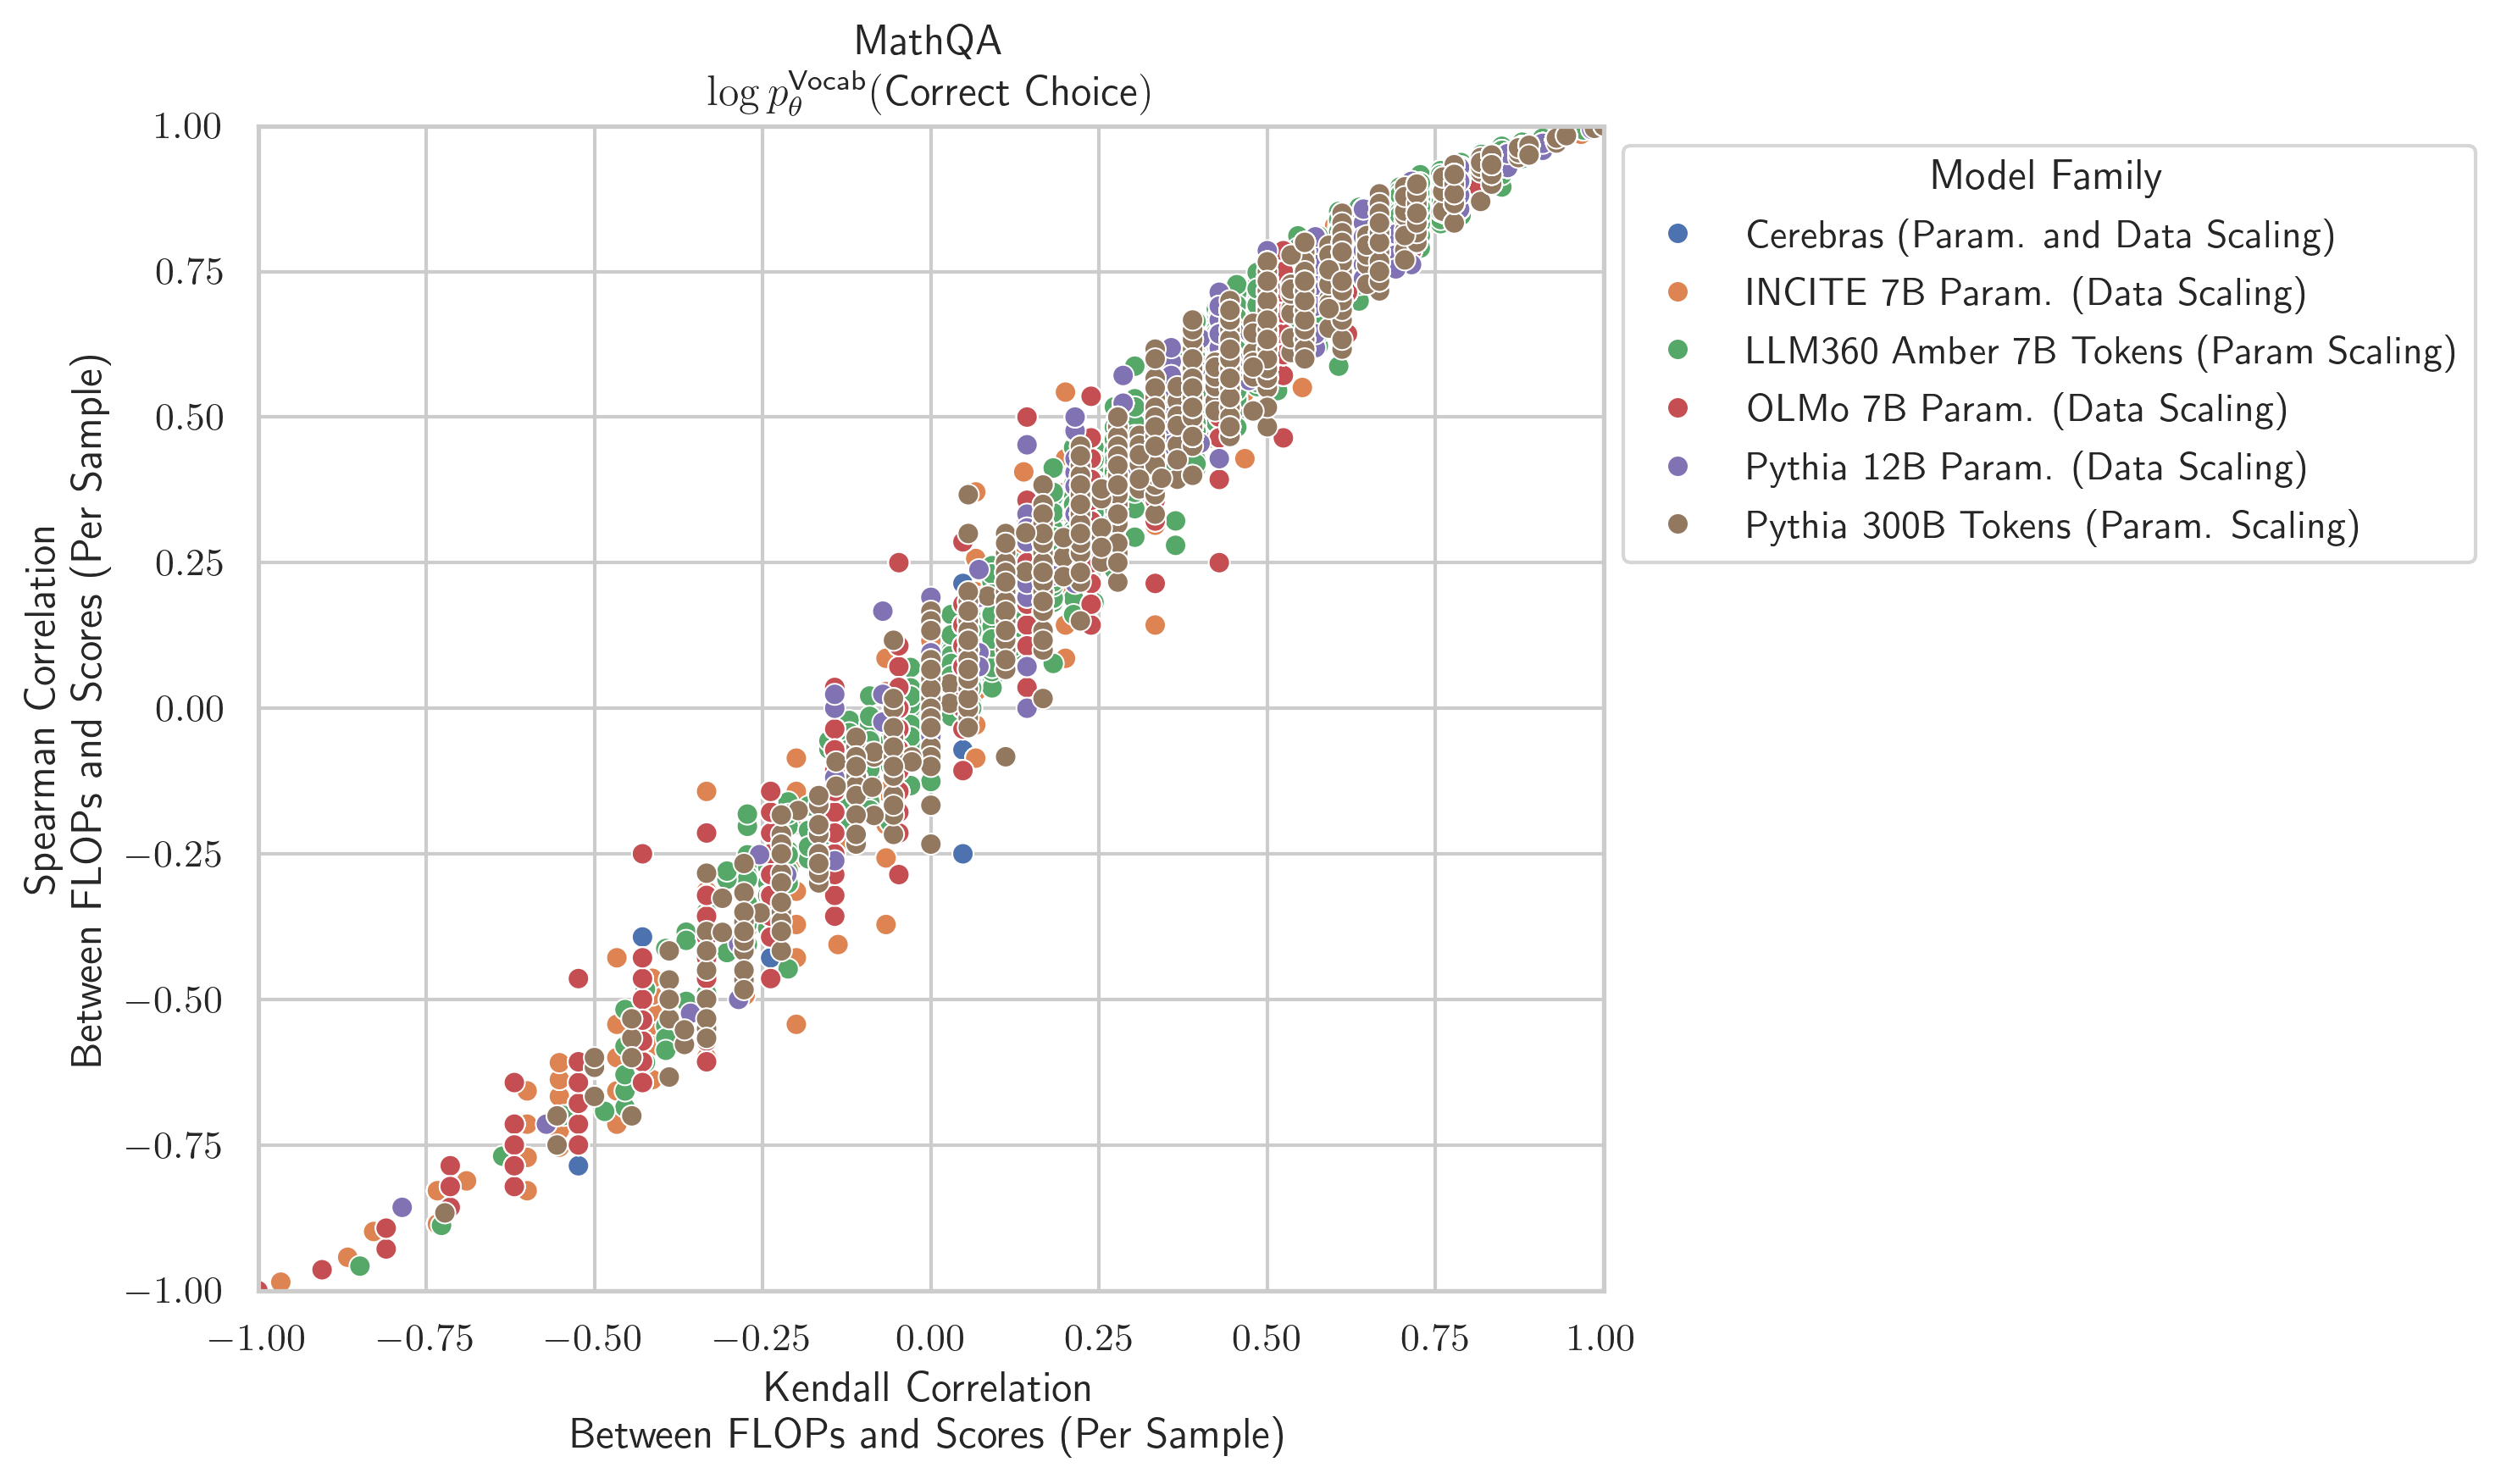 MathQA
log p_θ^Vocab(Correct Choice)
1.00
0.75
0.50
0.25
0.00
−0.25
−0.50
−0.75
−1.00
Spearman Correlation
Between FLOPs and Scores (Per Sample)
−1.00 −0.75 −0.50 −0.25 0.00 0.25 0.50 0.75 1.00
Kendall Correlation
Between FLOPs and Scores (Per Sample)
Model Family
Cerebras (Param. and Data Scaling)
INCITE 7B Param. (Data Scaling)
LLM360 Amber 7B Tokens (Param Scaling)
OLMo 7B Param. (Data Scaling)
Pythia 12B Param. (Data Scaling)
Pythia 300B Tokens (Param. Scaling)